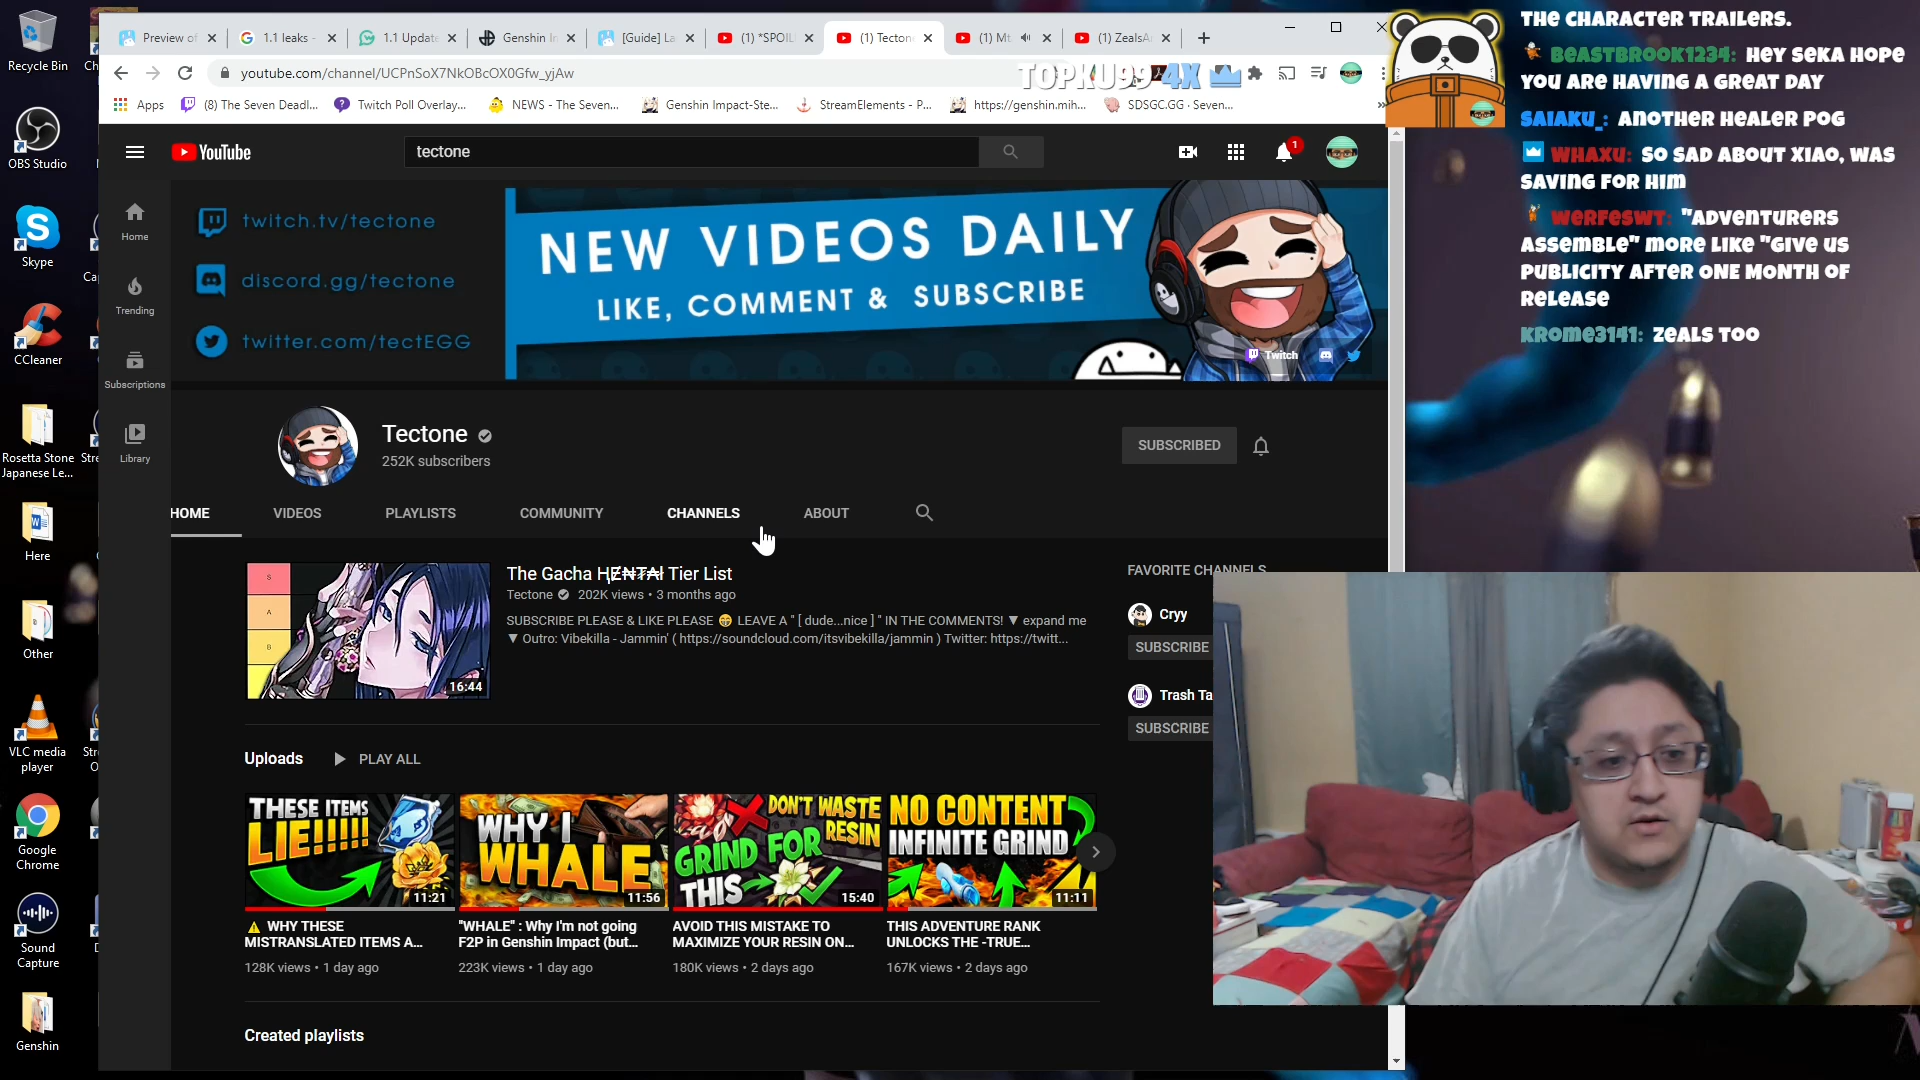 Recycle Bin
OBS Studio
Skype
CCleaner
Rosetta Stone
Japanese Le...
Here
Other
VLC media
player
Google
Chrome
Sound
Capture
Genshin
Preview of
1.1 leaks -
1.1 Update
Genshin I
[Guide] La
(1) *SPOIL
(1) Tecton
(1) Mt
(1) ZealsA
youtube.com/channel/UCPnSoX7NkOBcOX0Gfw_yjAw
TOPKU99 4X
Apps
(8) The Seven Deadl...
Twitch Poll Overlay...
NEWS - The Seven...
Genshin Impact-Ste...
StreamElements - P...
https://genshin.mih...
SDSGC.GG · Seven...
YouTube
tectone
1
Home
Trending
Subscriptions
Library
twitch.tv/tectone
discord.gg/tectone
twitter.com/tectEGG
NEW VIDEOS DAILY
LIKE, COMMENT & SUBSCRIBE
Twitch
Tectone
252K subscribers
SUBSCRIBED
HOME
VIDEOS
PLAYLISTS
COMMUNITY
CHANNELS
ABOUT
S
A
B
16:44
The Gacha HENTAI Tier List
Tectone 202K views • 3 months ago
SUBSCRIBE PLEASE & LIKE PLEASE 😁 LEAVE A " [ dude...nice ] " IN THE COMMENTS! ▼ expand me
▼ Outro: Vibekilla - Jammin' ( https://soundcloud.com/itsvibekilla/jammin ) Twitter: https://twitt...
FAVORITE CHANNELS
Cryy
SUBSCRIBE
Trash Ta
SUBSCRIBE
Uploads
PLAY ALL
THESE ITEMS
LIE!!!!!
11:21
WHY I
WHALE
11:56
DON'T WASTE
RESIN
GRIND FOR
THIS
15:40
NO CONTENT
INFINITE GRIND
11:11
⚠ WHY THESE
MISTRANSLATED ITEMS A...
128K views • 1 day ago
"WHALE" : Why I'm not going
F2P in Genshin Impact (but...
223K views • 1 day ago
AVOID THIS MISTAKE TO
MAXIMIZE YOUR RESIN ON...
180K views • 2 days ago
THIS ADVENTURE RANK
UNLOCKS THE -TRUE...
167K views • 2 days ago
Created playlists
THE CHARACTER TRAILERS.
BEASTBROOK1234: HEY SEKA HOPE
YOU ARE HAVING A GREAT DAY
SAIAKU_: ANOTHER HEALER POG
WHAXU: SO SAD ABOUT XIAO, WAS
SAVING FOR HIM
WERFESWT: "ADVENTURERS
ASSEMBLE" MORE LIKE "GIVE US
PUBLICITY AFTER ONE MONTH OF
RELEASE
KROME3141: ZEALS TOO